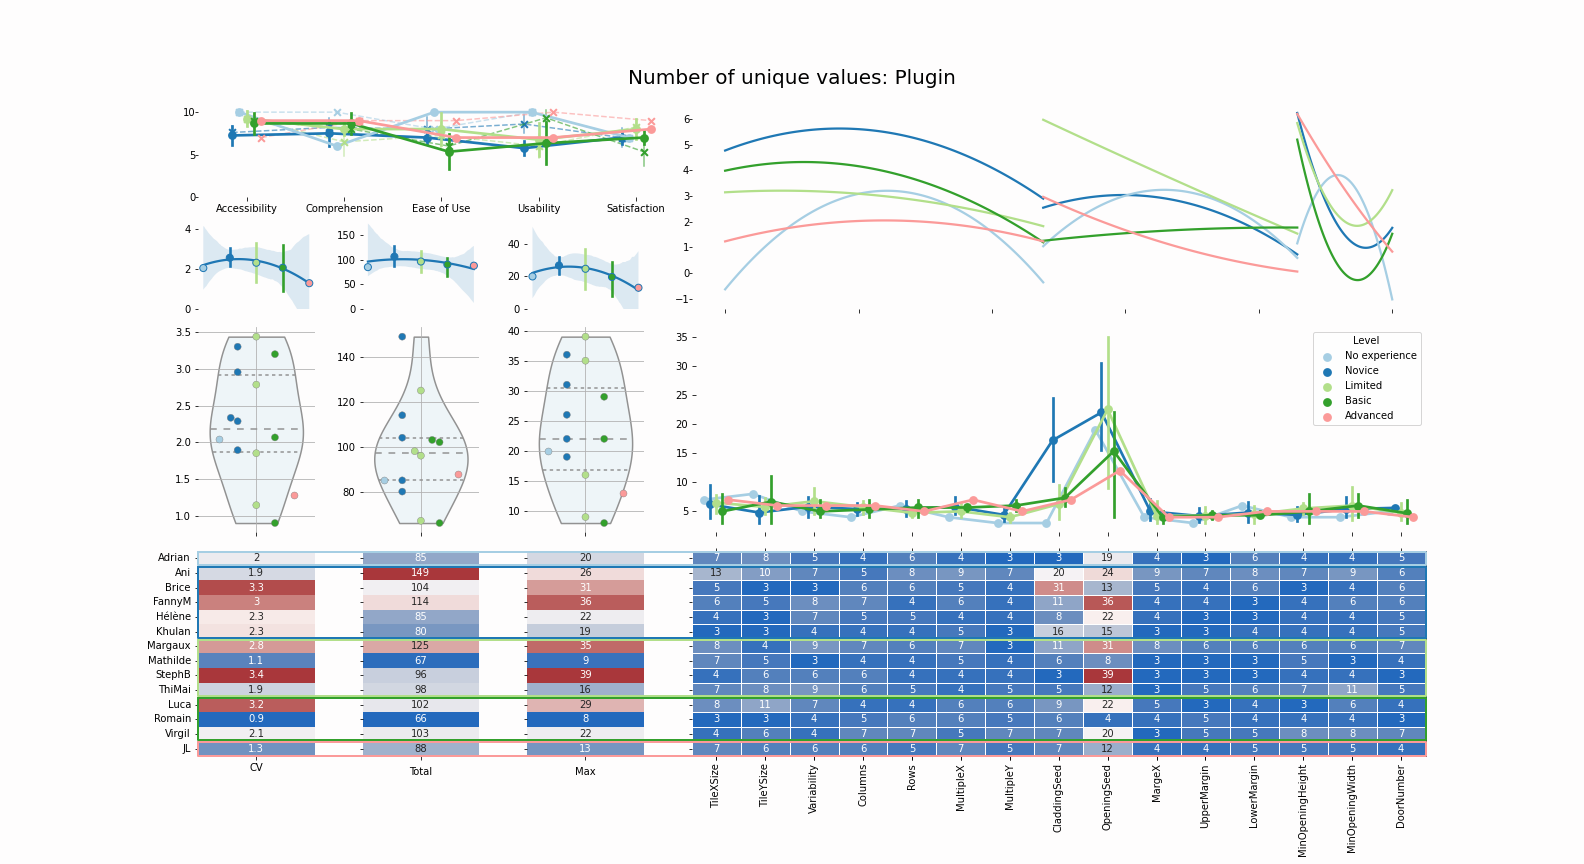 Number of unique values: Plugin
10
5
0
Accessibility Comprehension Ease of Use Usability Satisfaction
4
2
0
150
100
50
0
40
20
0
6
5
4
3
2
1
0
−1
3.5
3.0
2.5
2.0
1.5
1.0
140
120
100
80
40
35
30
25
20
15
10
35
30
25
20
15
10
5
Level
No experience
Novice
Limited
Basic
Advanced
Adrian 2 85 20 7 8 5 4 6 4 3 3 19 4 3 6 4 4 5
Ani 1.9 149 26 13 10 7 5 8 9 7 20 24 9 7 8 7 9 6
Brice 3.3 104 31 5 3 3 6 6 5 4 31 13 5 4 6 3 4 6
FannyM 3 114 36 6 5 8 7 4 6 4 11 36 4 4 3 4 6 6
Hélène 2.3 85 22 4 3 7 5 5 4 4 8 22 4 3 3 4 4 5
Khulan 2.3 80 19 3 3 4 4 4 5 3 16 15 3 3 4 4 4 5
Margaux 2.8 125 35 8 4 9 7 6 7 3 11 31 8 6 6 6 6 7
Mathilde 1.1 67 9 7 5 3 4 4 5 4 6 8 3 3 3 5 3 4
StephB 3.4 96 39 4 6 6 6 4 4 4 3 39 3 3 3 4 4 3
ThiMai 1.9 98 16 7 8 9 6 5 4 5 5 12 3 5 6 7 11 5
Luca 3.2 102 29 8 11 7 4 4 6 6 9 22 5 3 4 3 6 4
Romain 0.9 66 8 3 3 4 5 6 6 5 6 4 4 5 4 4 4 3
Virgil 2.1 103 22 4 6 4 7 7 5 7 7 20 3 5 5 8 8 7
JL 1.3 88 13 7 6 6 6 5 7 5 7 12 4 4 5 5 5 4
CV Total Max TileXSize TileYSize Variability Columns Rows MultipleX MultipleY CladdingSeed OpeningSeed MargeX UpperMargin LowerMargin MinOpeningHeight MinOpeningWidth DoorNumber